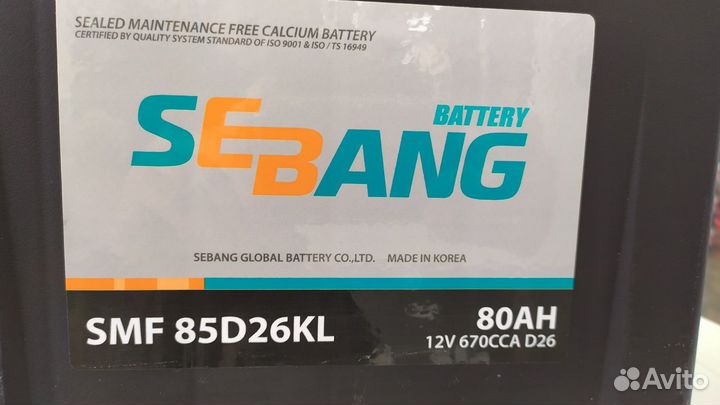 SEALED MAINTENANCE FREE CALCIUM BATTERY
CERTIFIED BY QUALITY SYSTEM STANDARD OF ISO 9001 & ISO / TS 16949
BATTERY
SEBANG
SEBANG GLOBAL BATTERY CO.,LTD. MADE IN KOREA
SMF 85D26KL
80AH
12V 670CCA D26
Avito